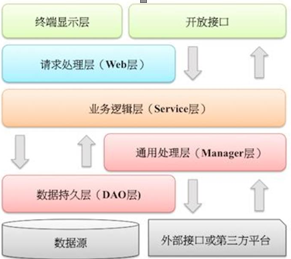 终端显示层
开放接口
请求处理层（Web层）
业务逻辑层（Service层）
通用处理层（Manager层）
数据持久层（DAO层)
数据源
外部接口或第三方平台